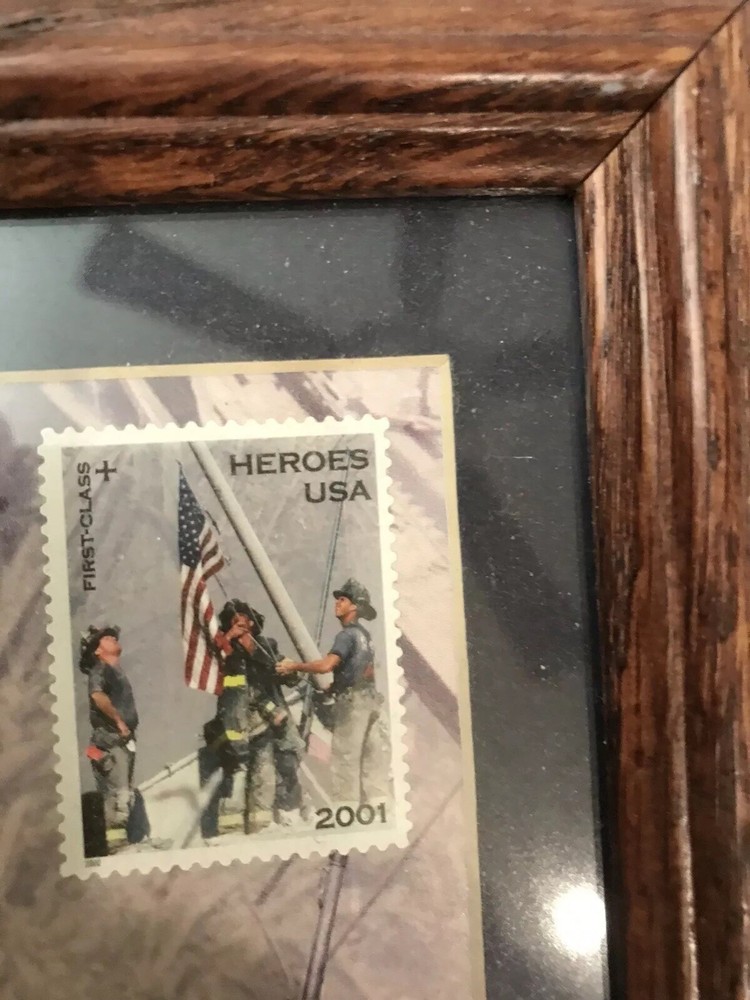 FIRST-CLASS+
HEROES
USA
2001